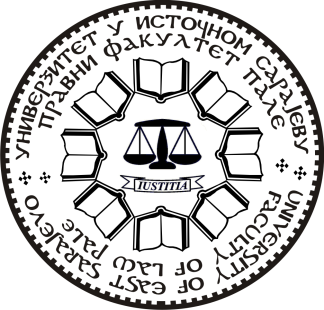 УНИВЕРЗИТЕТ У ИСТОЧНОМ САРАЈЕВУ
ПРАВНИ ФАКУЛТЕТ ПАЛЕ
IUSTITIA
UNIVERSITY OF EAST SARAJEVO
FACULTY OF LAW PALE